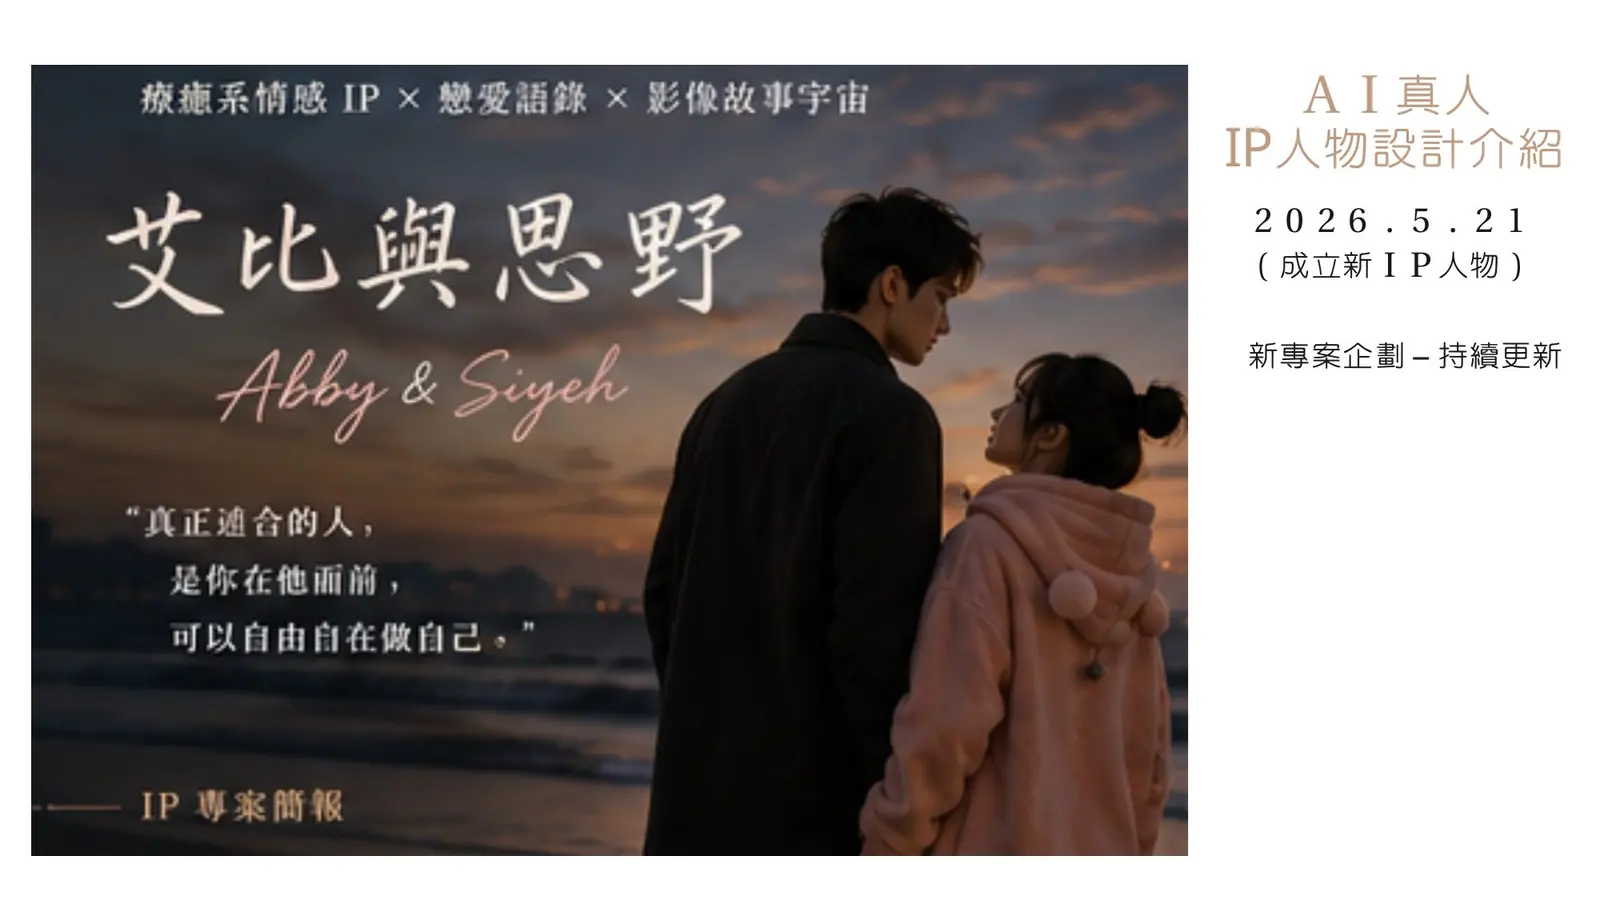 療癒系情感 IP × 戀愛語錄 × 影像故事宇宙
艾比與思野
Abby & Siyeh
“真正適合的人，
是你在他面前，
可以自由自在做自己。”
IP 專案簡報
ＡＩ真人
IP人物設計介紹
２０２６.５.２１
(成立新ＩＰ人物)
新專案企劃–持續更新